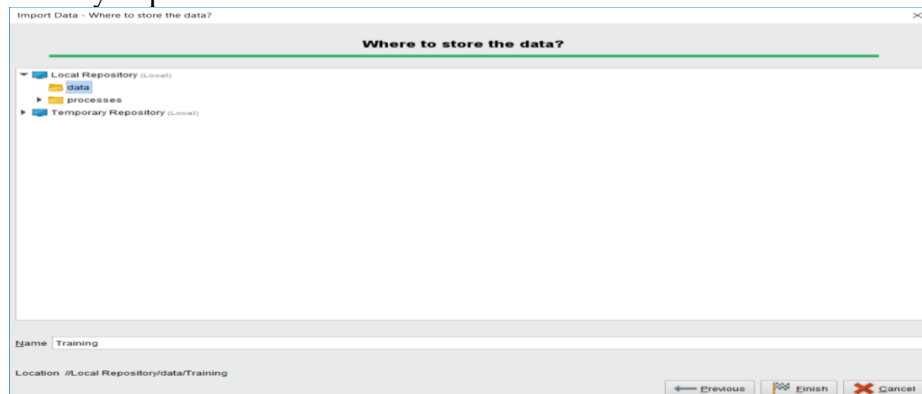 Import Data - Where to store the data?
Where to store the data?
Local Repository (Local)
data
processes
Temporary Repository (Local)
Name Training
Location //Local Repository/data/Training
Previous Finish Cancel